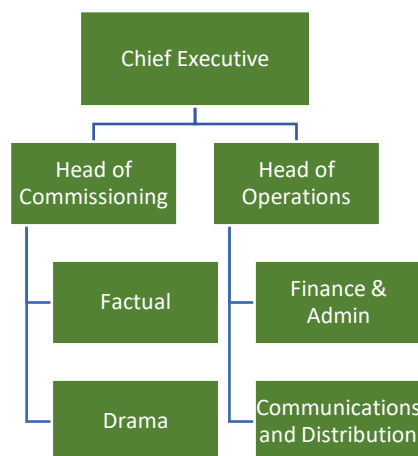 Chief Executive
Head of
Commissioning
Head of
Operations
Factual
Finance &
Admin
Drama
Communications
and Distribution